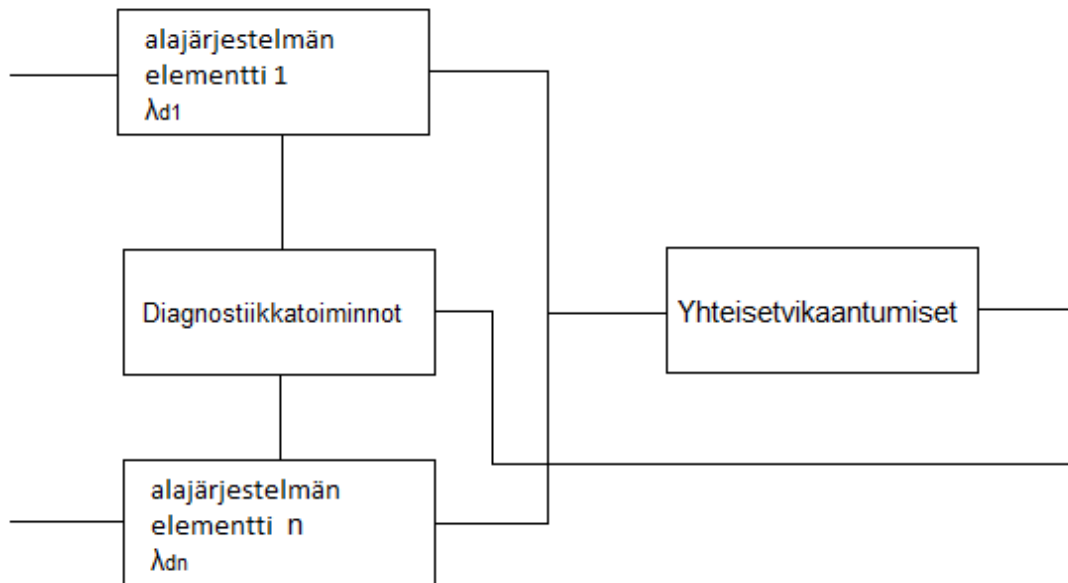 alajärjestelmän
elementti 1
λd1
Diagnostiikkatoiminnot
Yhteisetvikaantumiset
alajärjestelmän
elementti n
λdn